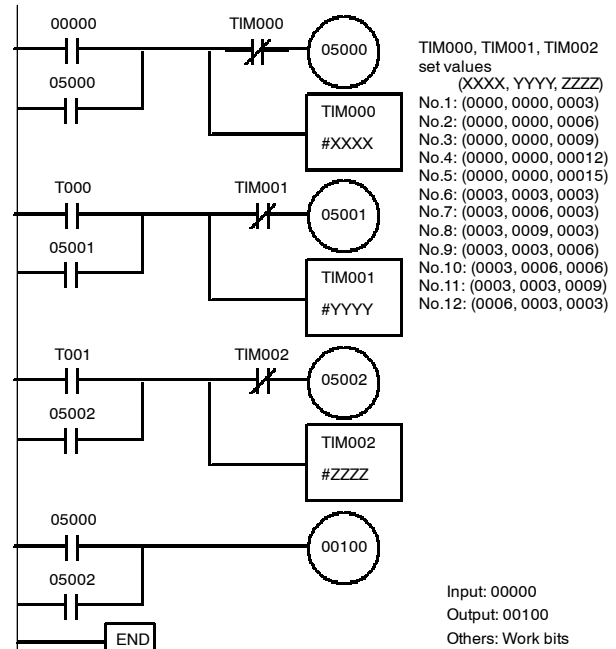 00000
TIM000
05000
05000
TIM000
#XXXX
T000
TIM001
05001
05001
TIM001
#YYYY
T001
TIM002
05002
05002
TIM002
#ZZZZ
05000
00100
05002
END
TIM000, TIM001, TIM002
set values
(XXXX, YYYY, ZZZZ)
No.1: (0000, 0000, 0003)
No.2: (0000, 0000, 0006)
No.3: (0000, 0000, 0009)
No.4: (0000, 0000, 00012)
No.5: (0000, 0000, 00015)
No.6: (0003, 0003, 0003)
No.7: (0003, 0006, 0003)
No.8: (0003, 0009, 0003)
No.9: (0003, 0003, 0006)
No.10: (0003, 0006, 0006)
No.11: (0003, 0003, 0009)
No.12: (0006, 0003, 0003)
Input: 00000
Output: 00100
Others: Work bits